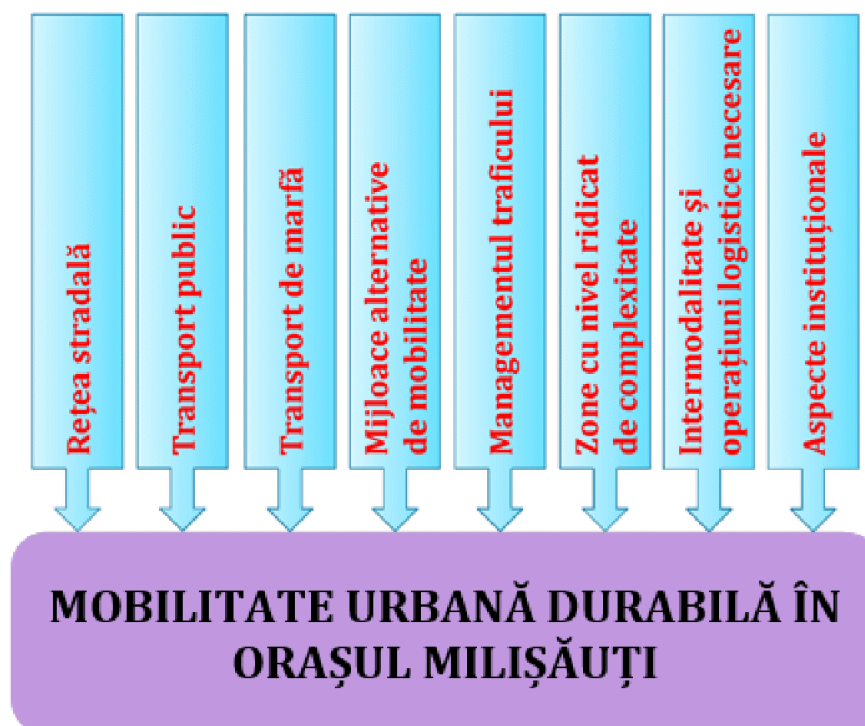 Rețea stradală
Transport public
Transport de marfă
Mijloace alternative
de mobilitate
Managementul traficului
Zone cu nivel ridicat
de complexitate
Intermodalitate și
operațiuni logistice necesare
Aspecte instituționale
MOBILITATE URBANĂ DURABILĂ ÎN
ORAȘUL MILIȘĂUȚI